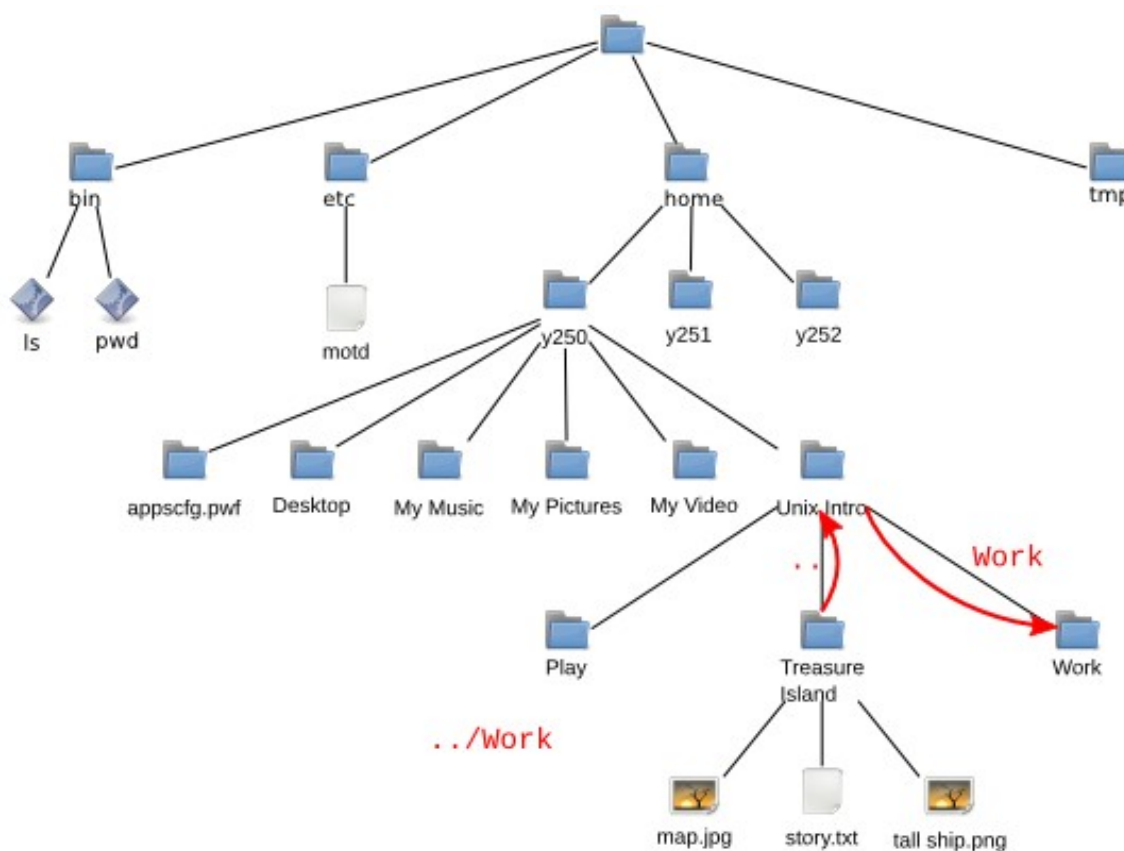 bin
etc
home
tmp
ls
pwd
motd
y250
y251
y252
appscfg.pwf
Desktop
My Music
My Pictures
My Video
Unix Intro
..
Work
Play
Treasure
Island
Work
../Work
map.jpg
story.txt
tall ship.png